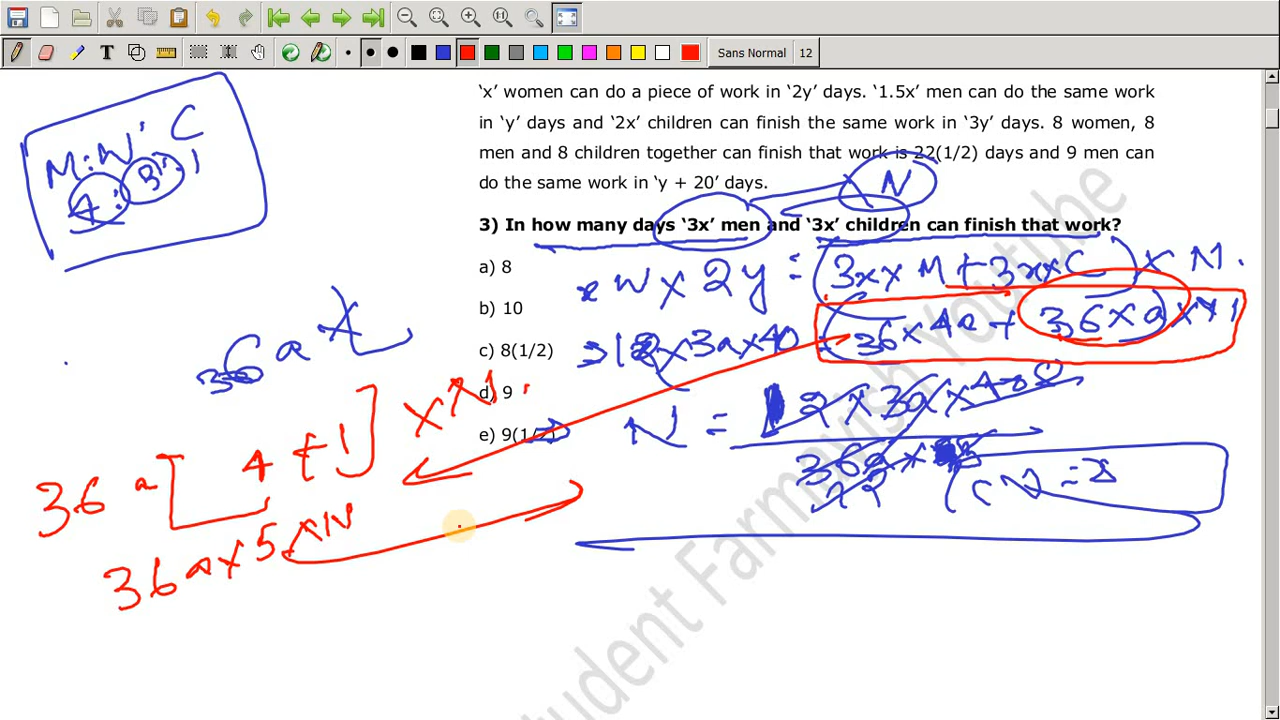 Sans Normal 12
‘x’ women can do a piece of work in ‘2y’ days. ‘1.5x’ men can do the same work
in ‘y’ days and ‘2x’ children can finish the same work in ‘3y’ days. 8 women, 8
men and 8 children together can finish that work is 22(1/2) days and 9 men can
do the same work in ‘y + 20’ days.
3) In how many days ‘3x’ men and ‘3x’ children can finish that work?
a) 8
b) 10
c) 8(1/2)
d) 9
e) 9(1/2)
M:W:C
4:3:1
N
x W x 2y = (3x x M + 3x x C) x N.
x 3a x 40 = (36 x 4a + 36 x a) x N
36 a
N =
= 8
36 a [4 + 1] x N
36a x 5 x N
Student Farmavish Youtube